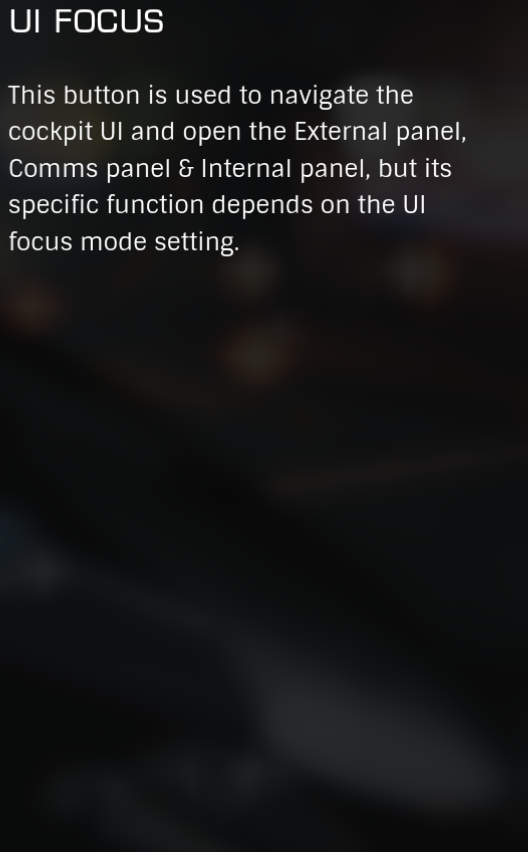 UI FOCUS
This button is used to navigate the
cockpit UI and open the External panel,
Comms panel & Internal panel, but its
specific function depends on the UI
focus mode setting.